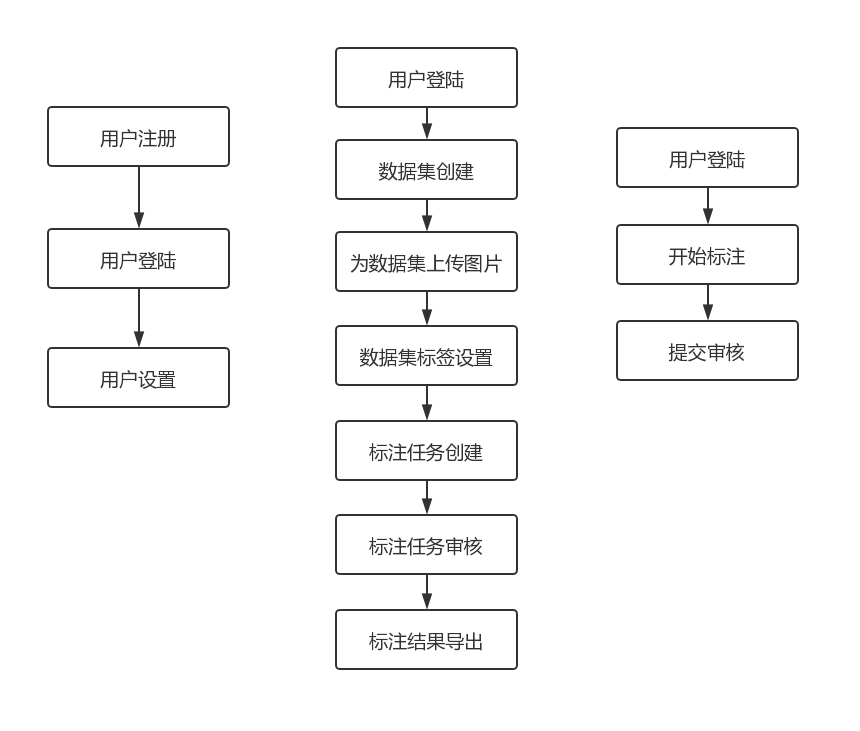 用户注册
用户登陆
用户设置
用户登陆
数据集创建
为数据集上传图片
数据集标签设置
标注任务创建
标注任务审核
标注结果导出
用户登陆
开始标注
提交审核